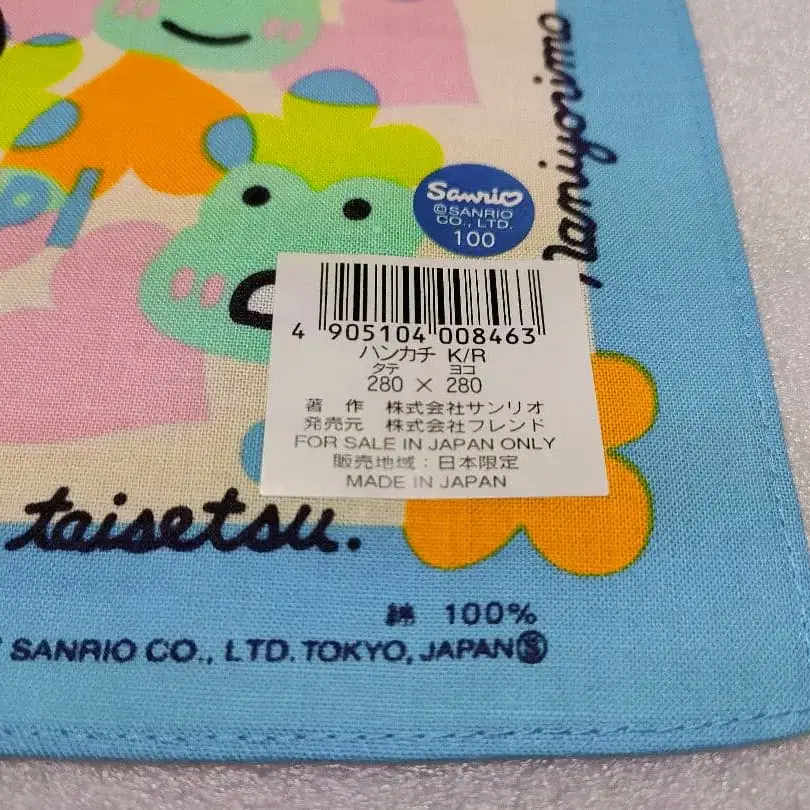 naniyorimo
Sanrio
©SANRIO
CO., LTD.
100
4 905104 008463
ハンカチ K/R
タテ ヨコ
280 × 280
著 作 株式会社サンリオ
発売元 株式会社フレンド
FOR SALE IN JAPAN ONLY
販売地域:日本限定
MADE IN JAPAN
taisetsu.
綿 100%
SANRIO CO., LTD. TOKYO, JAPAN Ⓢ